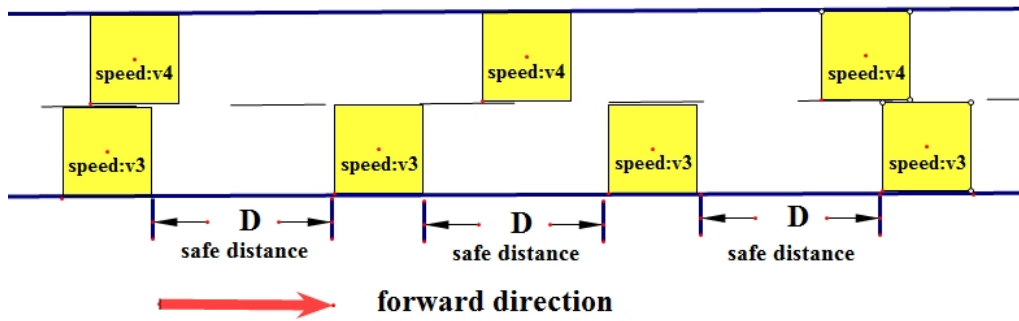 speed:v4
speed:v4
speed:v4
speed:v3
speed:v3
speed:v3
speed:v3
D
D
D
safe distance
safe distance
safe distance
forward direction